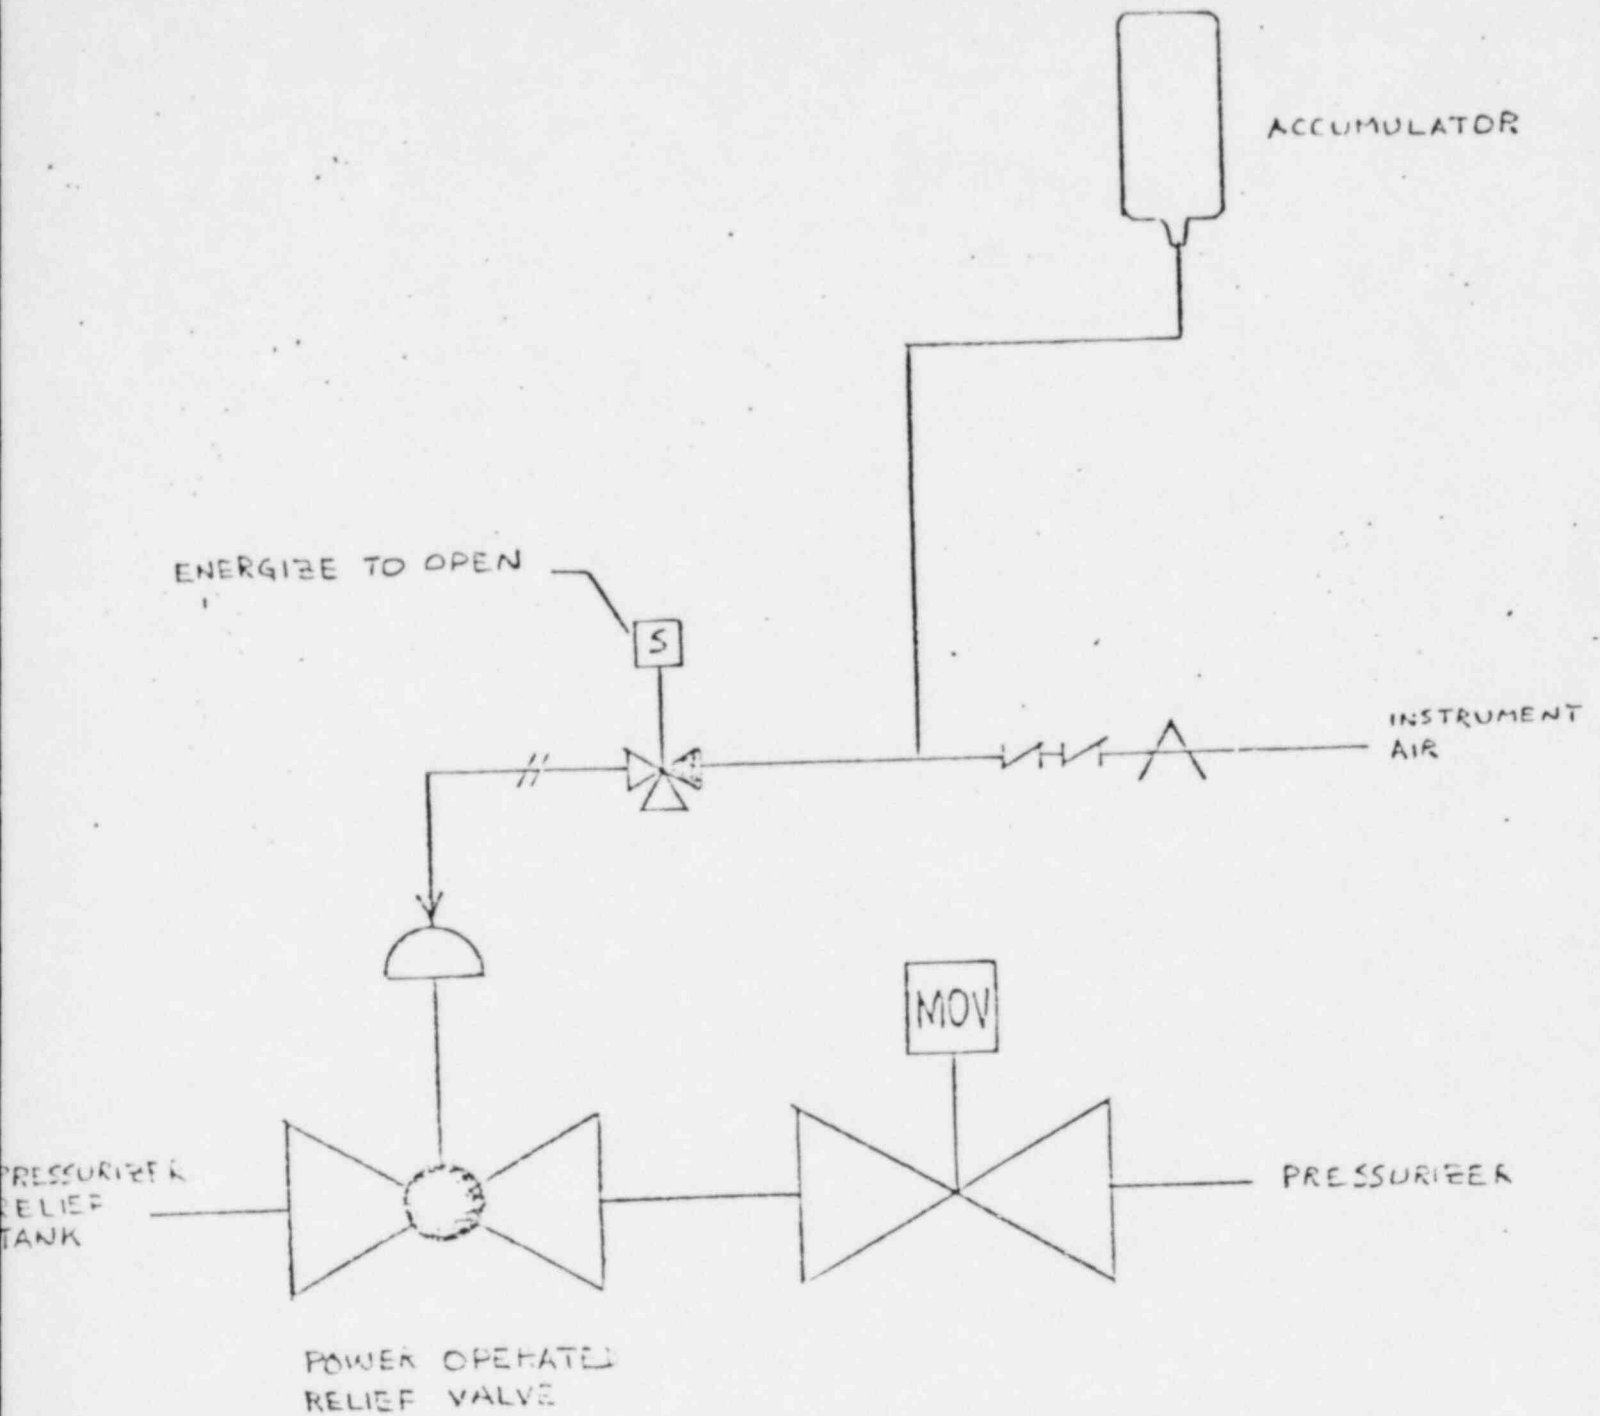 ACCUMULATOR
ENERGIZE TO OPEN
S
INSTRUMENT
AIR
MOV
PRESSURIZER
RELIEF
TANK
PRESSURIZER
POWER OPERATED
RELIEF VALVE